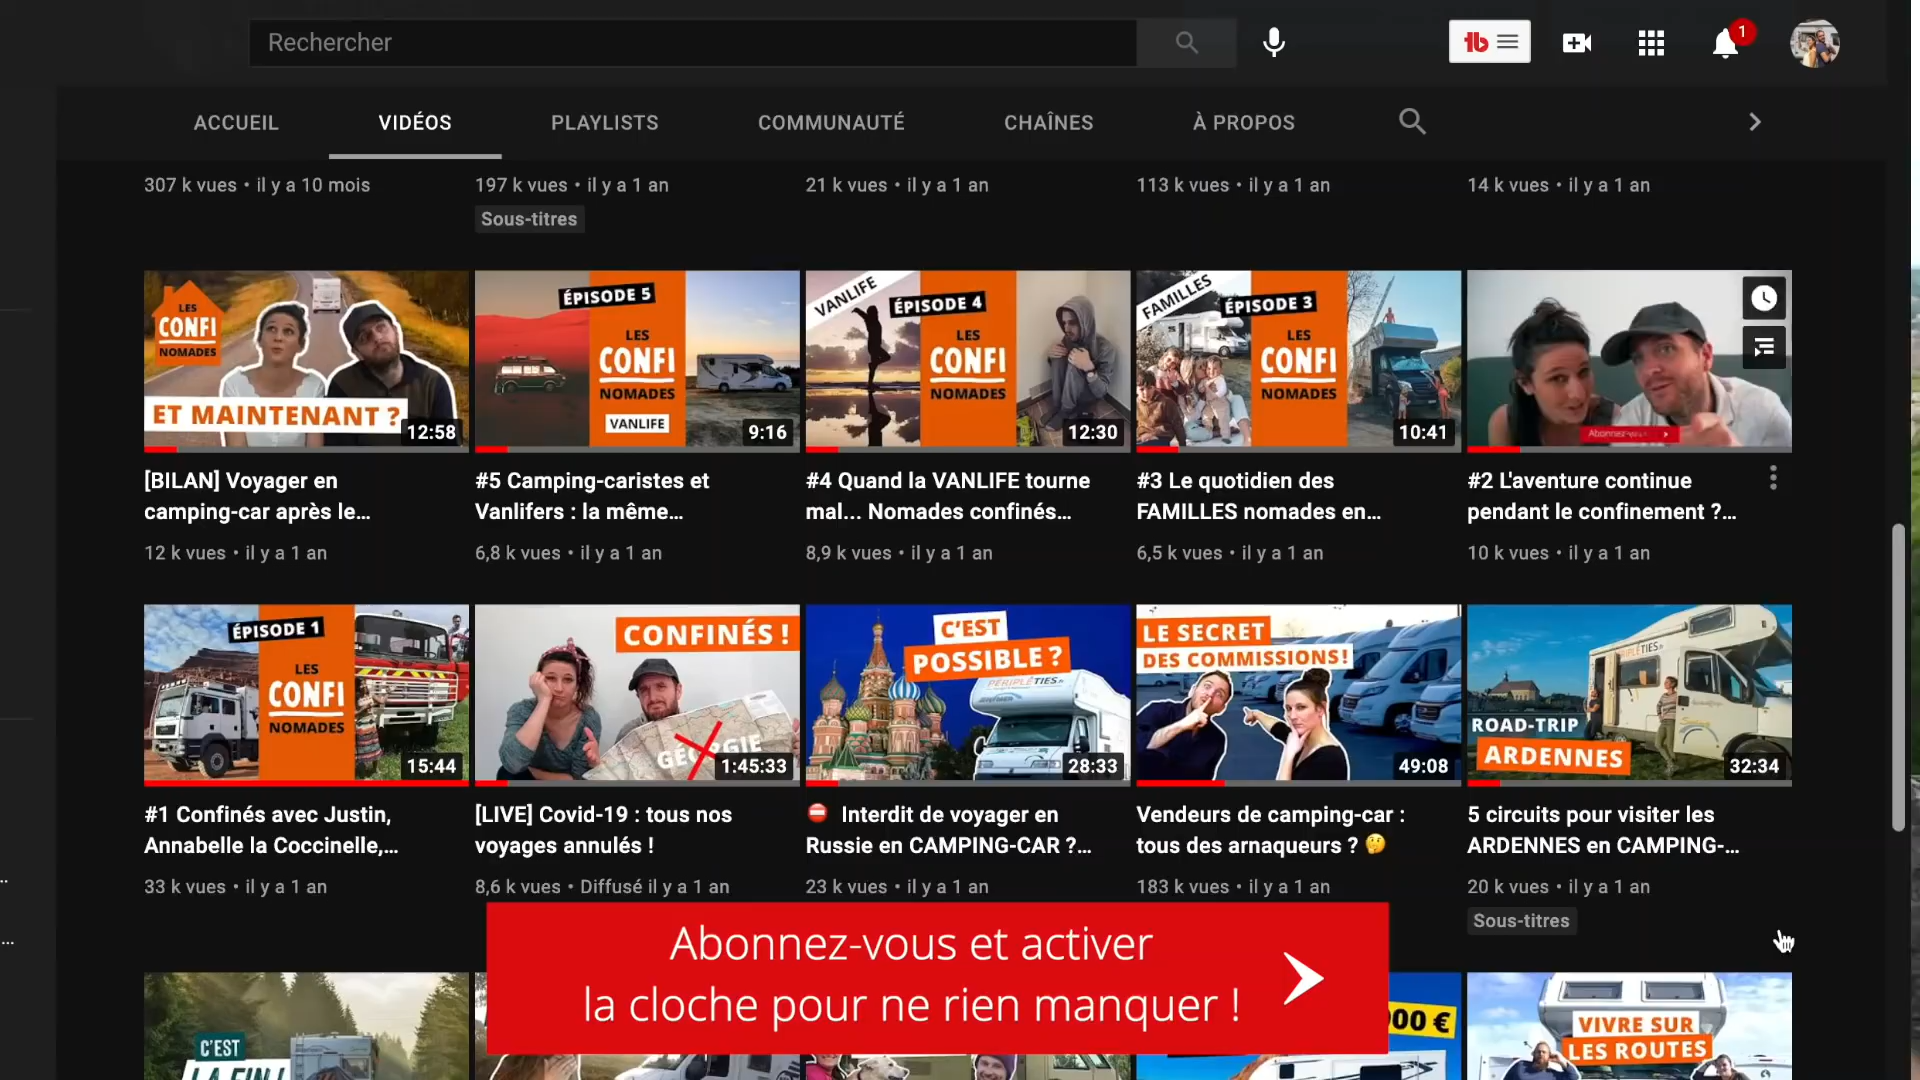 Rechercher
1
ACCUEIL
VIDÉOS
PLAYLISTS
COMMUNAUTÉ
CHAÎNES
À PROPOS
307 k vues • il y a 10 mois
197 k vues • il y a 1 an
21 k vues • il y a 1 an
113 k vues • il y a 1 an
14 k vues • il y a 1 an
Sous-titres
LES
CONFI
NOMADES
ET MAINTENANT ?
12:58
ÉPISODE 5
LES
CONFI
NOMADES
VANLIFE
9:16
VANLIFE
ÉPISODE 4
LES
CONFI
NOMADES
12:30
FAMILLES
ÉPISODE 3
LES
CONFI
NOMADES
10:41
[BILAN] Voyager en
camping-car après le...
12 k vues • il y a 1 an
#5 Camping-caristes et
Vanlifers : la même...
6,8 k vues • il y a 1 an
#4 Quand la VANLIFE tourne
mal... Nomades confinés...
8,9 k vues • il y a 1 an
#3 Le quotidien des
FAMILLES nomades en...
6,5 k vues • il y a 1 an
#2 L'aventure continue
pendant le confinement ?...
10 k vues • il y a 1 an
ÉPISODE 1
LES
CONFI
NOMADES
15:44
CONFINÉS !
GÉORGIE
1:45:33
C'EST
POSSIBLE ?
PÉRIPLÉTIES.fr
28:33
LE SECRET
DES COMMISSIONS !
49:08
PÉRIPLÉTIES.fr
ROAD-TRIP
ARDENNES
32:34
#1 Confinés avec Justin,
Annabelle la Coccinelle,...
33 k vues • il y a 1 an
[LIVE] Covid-19 : tous nos
voyages annulés !
8,6 k vues • Diffusé il y a 1 an
⛔ Interdit de voyager en
Russie en CAMPING-CAR ?...
23 k vues • il y a 1 an
Vendeurs de camping-car :
tous des arnaqueurs ? 🤔
183 k vues • il y a 1 an
5 circuits pour visiter les
ARDENNES en CAMPING-...
20 k vues • il y a 1 an
Sous-titres
Abonnez-vous et activer
la cloche pour ne rien manquer !
C'EST
LA FIN !
00 €
VIVRE SUR
LES ROUTES